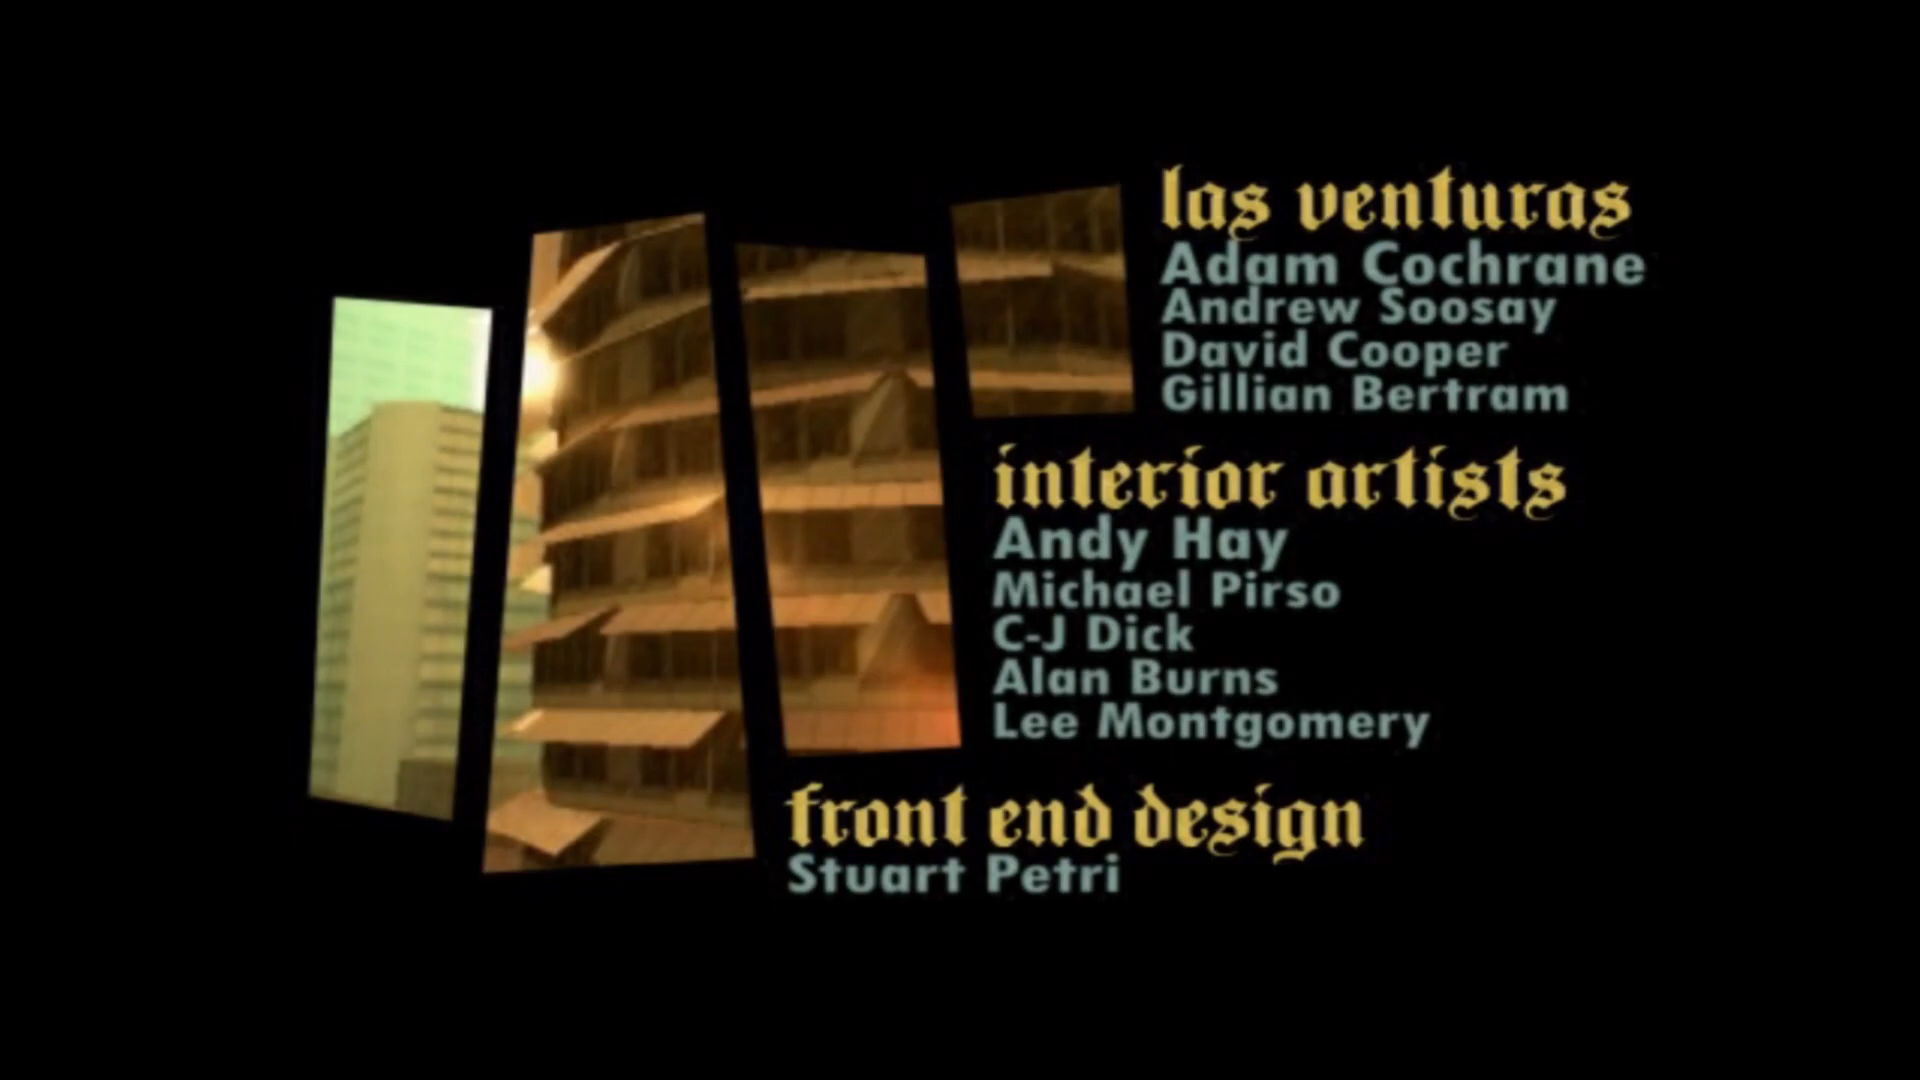 las venturas
Adam Cochrane
Andrew Soosay
David Cooper
Gillian Bertram
interior artists
Andy Hay
Michael Pirso
C-J Dick
Alan Burns
Lee Montgomery
front end design
Stuart Petri